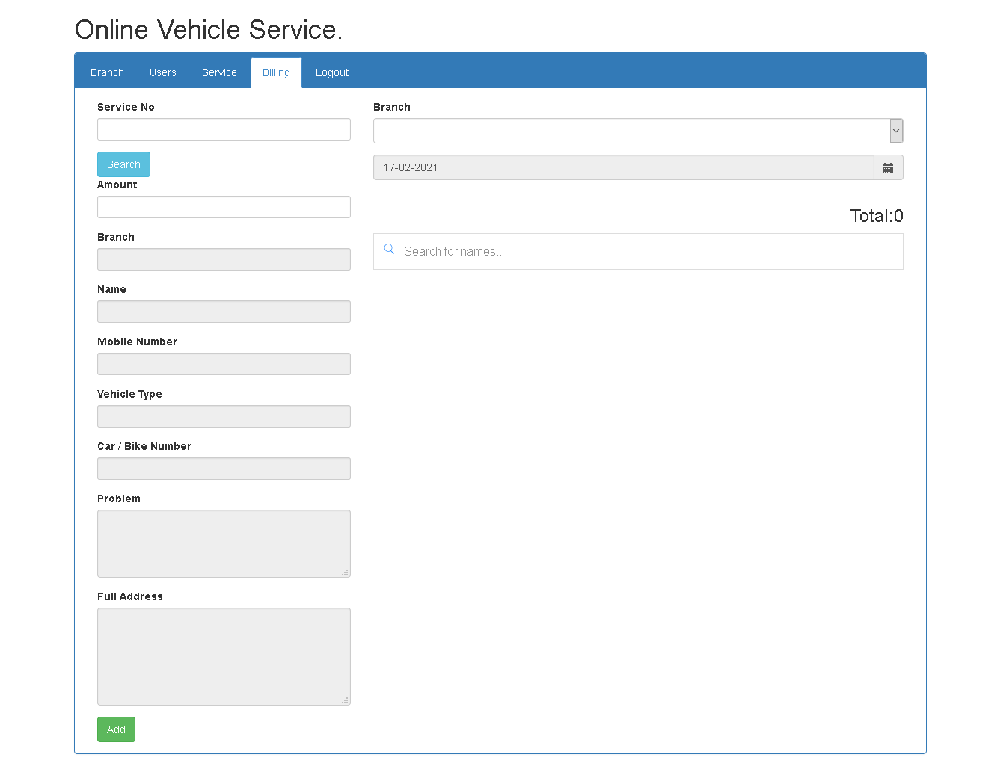 Online Vehicle Service.
Branch Users Service Billing Logout
Service No
Search
Amount
Branch
Name
Mobile Number
Vehicle Type
Car / Bike Number
Problem
Full Address
Add
Branch
17-02-2021
Total:0
Search for names..